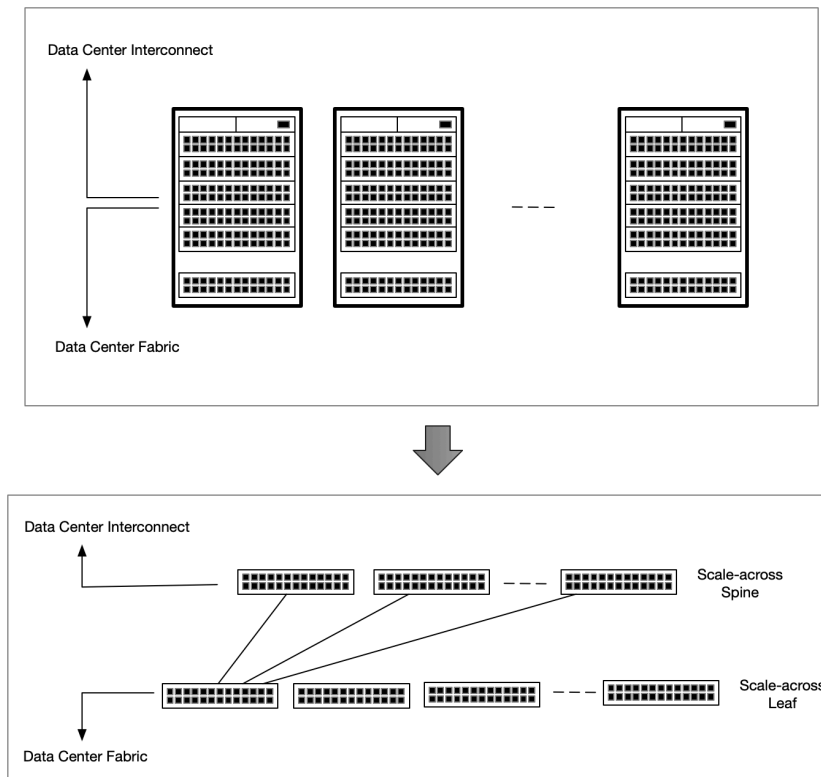 Data Center Interconnect
Data Center Fabric
Data Center Interconnect
Scale-across
Spine
Scale-across
Leaf
Data Center Fabric